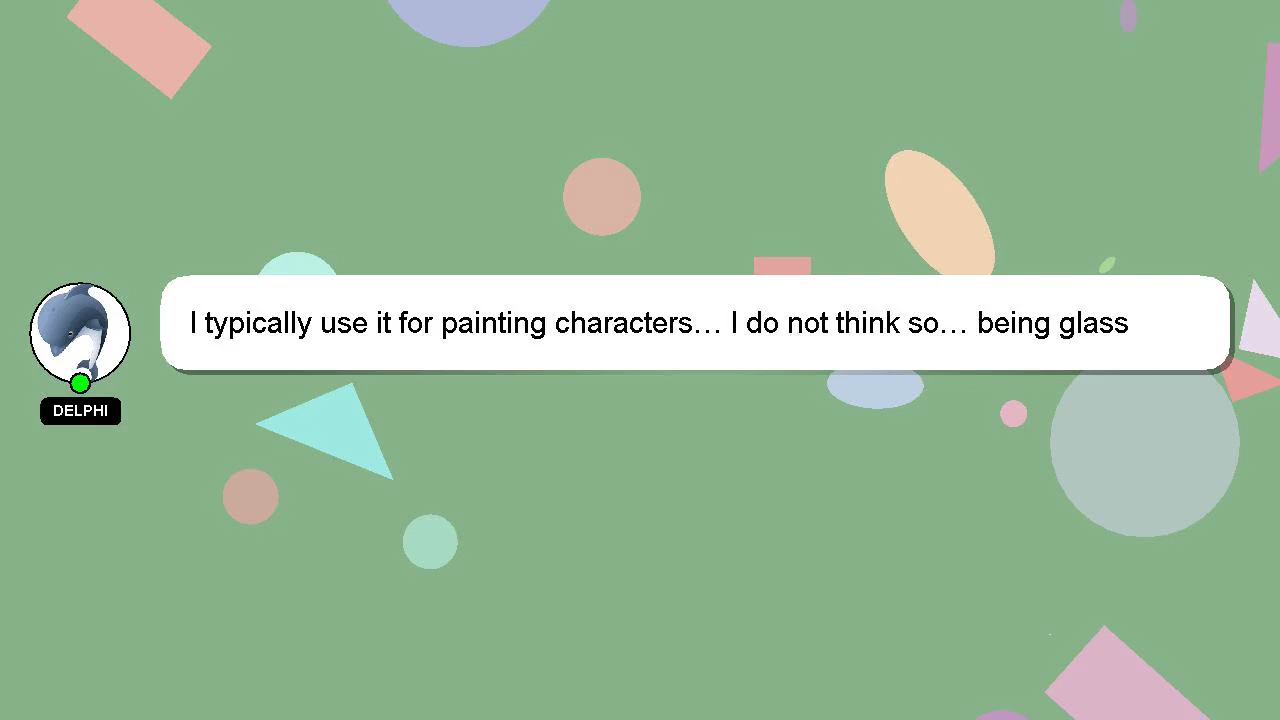 I typically use it for painting characters… I do not think so… being glass
DELPHI